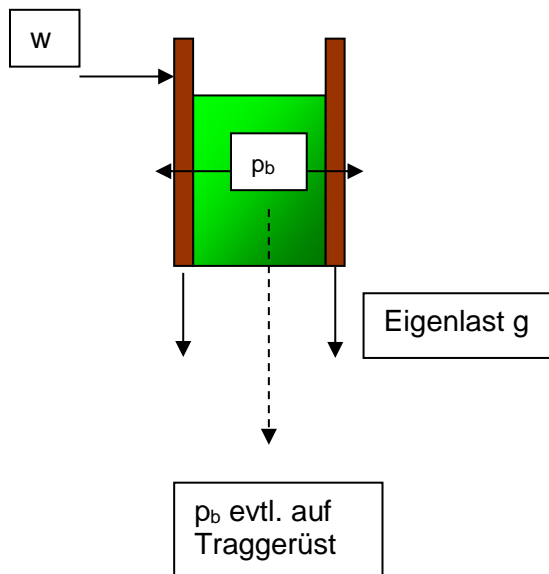 w
pb
Eigenlast g
pb evtl. auf
Traggerüst